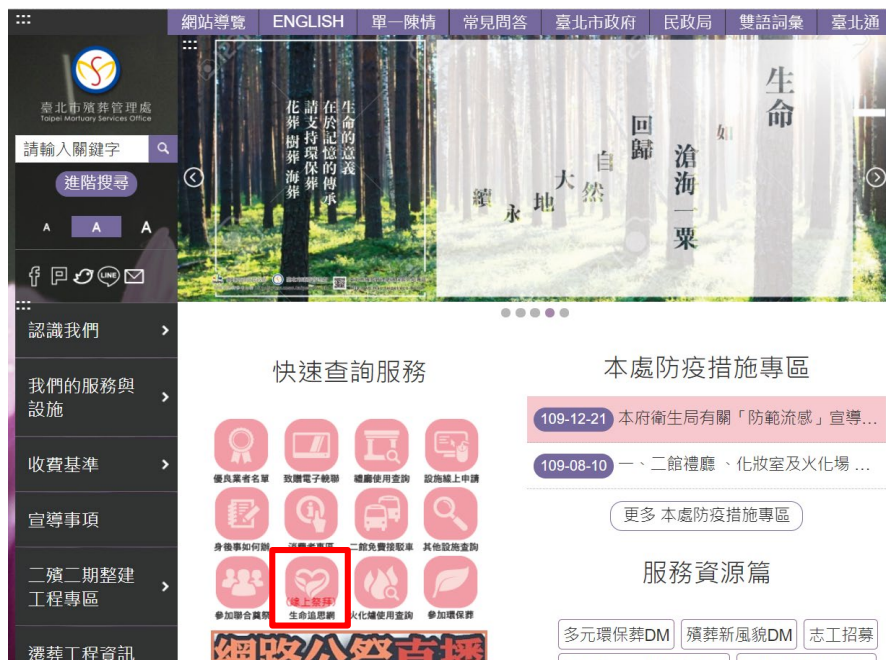 網站導覽 ENGLISH 單一陳情 常見問答 臺北市政府 民政局 雙語詞彙 臺北通
臺北市殯葬管理處
Taipei Mortuary Services Office
請輸入關鍵字
進階搜尋
A A A
LINE
認識我們
我們的服務與
設施
收費基準
宣導事項
二殯二期整建
工程專區
遷葬工程資訊
生命的意義
在於記憶的傳承
請支持環保葬
花葬 樹葬 海葬
生命
如
滄海一粟
回歸
自然
大地
永續
快速查詢服務
優良業者名單 致贈電子輓聯 禮廳使用查詢 設施線上申請
身後事如何辦 消費者專區 二館免費接駁車 其他設施查詢
(線上祭拜)
參加聯合奠祭 生命追思網 火化爐使用查詢 參加環保葬
網路公祭直播
本處防疫措施專區
109-12-21 本府衛生局有關「防範流感」宣導...
109-08-10 一、二館禮廳、化妝室及火化場 ...
更多 本處防疫措施專區
服務資源篇
多元環保葬DM 殯葬新風貌DM 志工招募